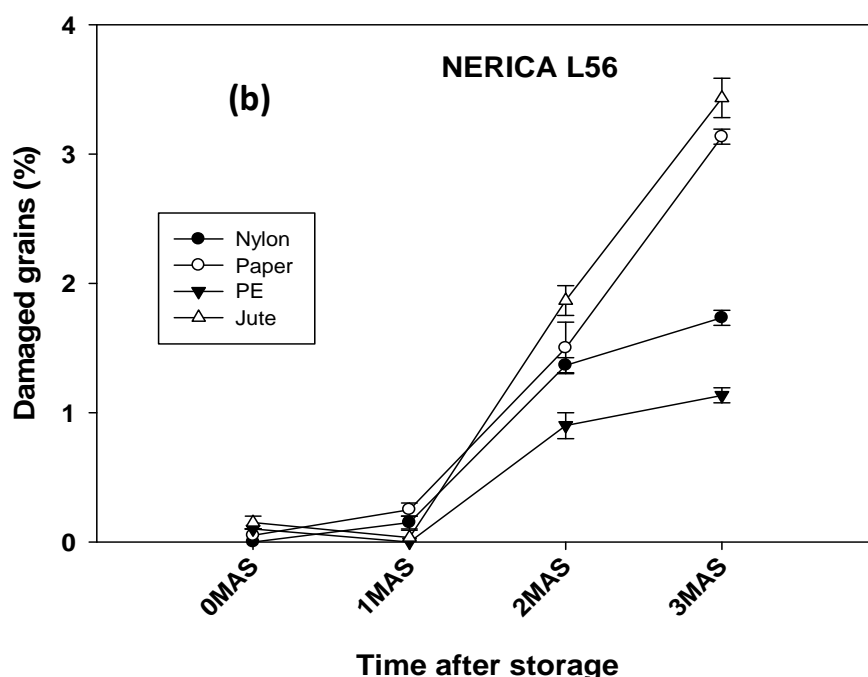 4
NERICA L56
(b)
3
Damaged grains (%)
Nylon
Paper
PE
Jute
2
1
0
0MAS
1MAS
2MAS
3MAS
Time after storage